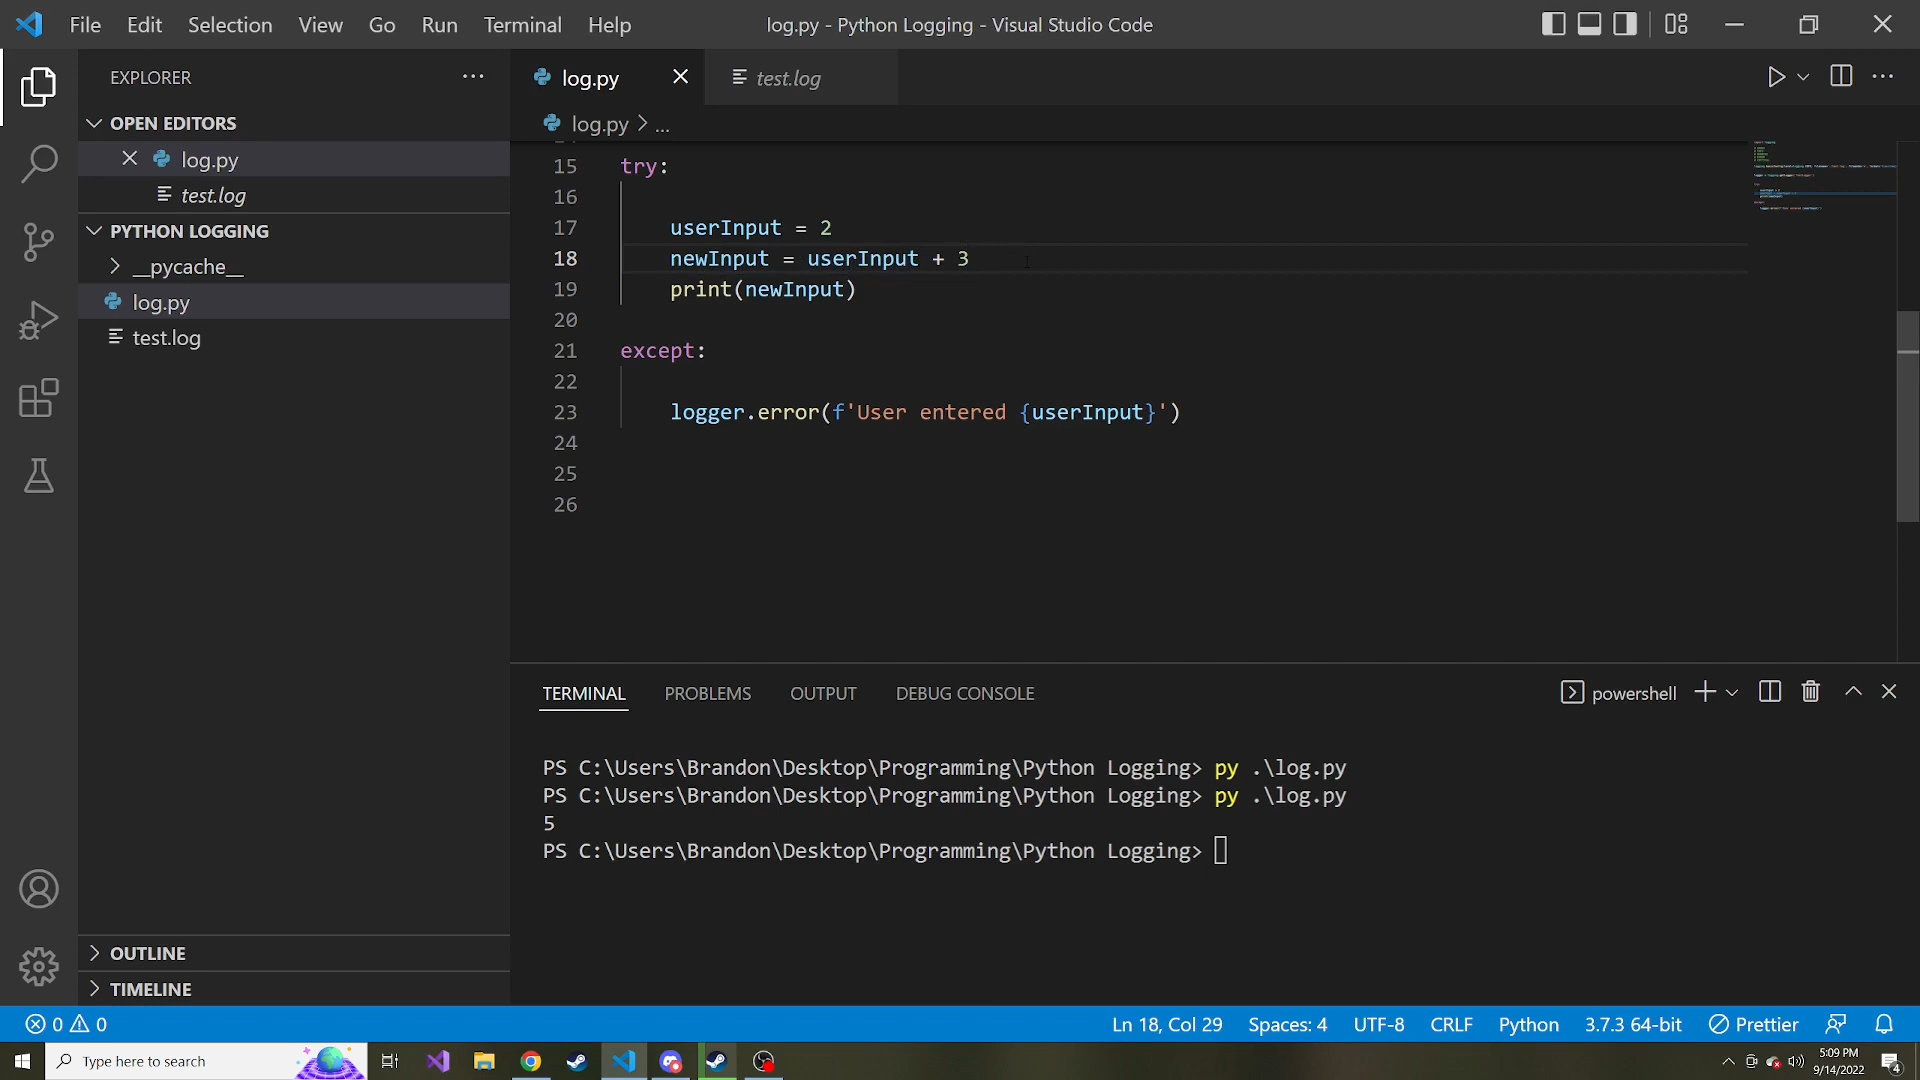 File Edit Selection View Go Run Terminal Help
log.py - Python Logging - Visual Studio Code
EXPLORER
OPEN EDITORS
log.py
test.log
PYTHON LOGGING
__pycache__
log.py
test.log
OUTLINE
TIMELINE
log.py test.log
log.py > ...
15 try:
16
17 userInput = 2
18 newInput = userInput + 3
19 print(newInput)
20
21 except:
22
23 logger.error(f'User entered {userInput}')
24
25
26
TERMINAL PROBLEMS OUTPUT DEBUG CONSOLE
powershell
PS C:\Users\Brandon\Desktop\Programming\Python Logging> py .\log.py
PS C:\Users\Brandon\Desktop\Programming\Python Logging> py .\log.py
5
PS C:\Users\Brandon\Desktop\Programming\Python Logging>
0 0 Ln 18, Col 29 Spaces: 4 UTF-8 CRLF Python 3.7.3 64-bit Prettier
Type here to search
5:09 PM
9/14/2022
4